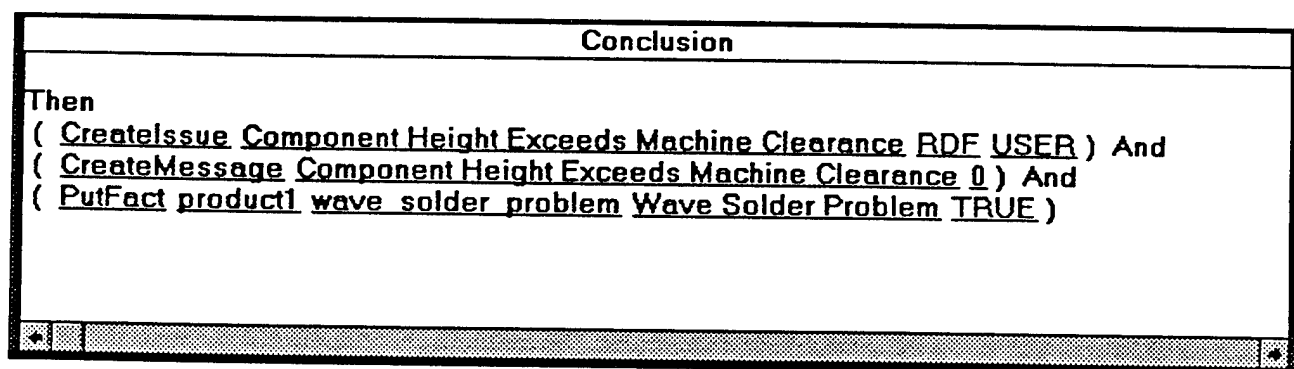 Conclusion
Then
( CreateIssue Component Height Exceeds Machine Clearance RDF USER ) And
( CreateMessage Component Height Exceeds Machine Clearance 0 ) And
( PutFact product1 wave_solder_problem Wave Solder Problem TRUE )